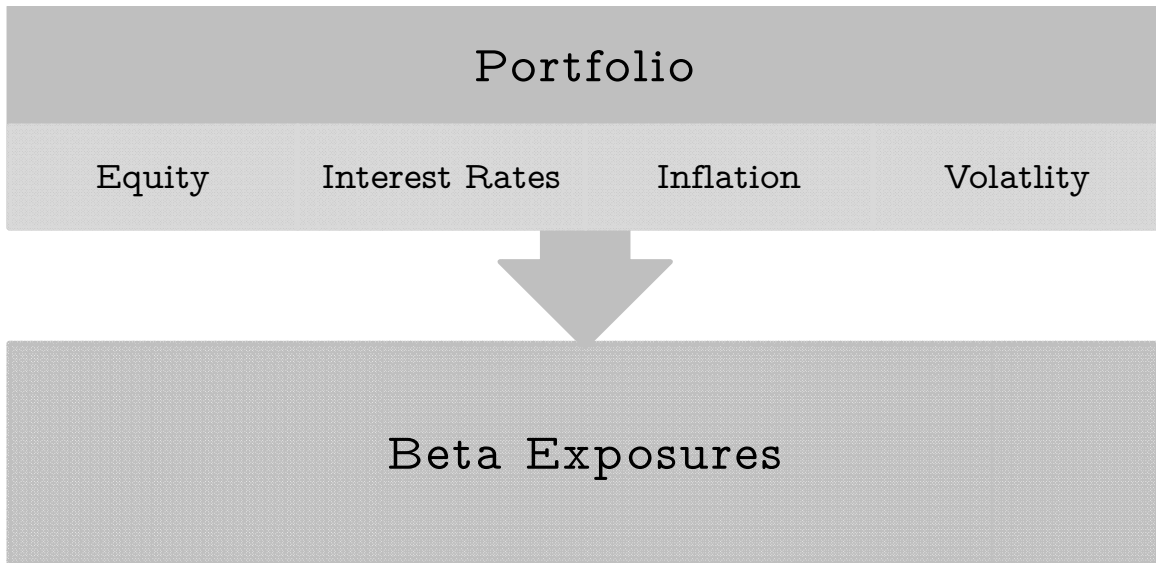 Portfolio
Equity Interest Rates Inflation Volatlity
Beta Exposures